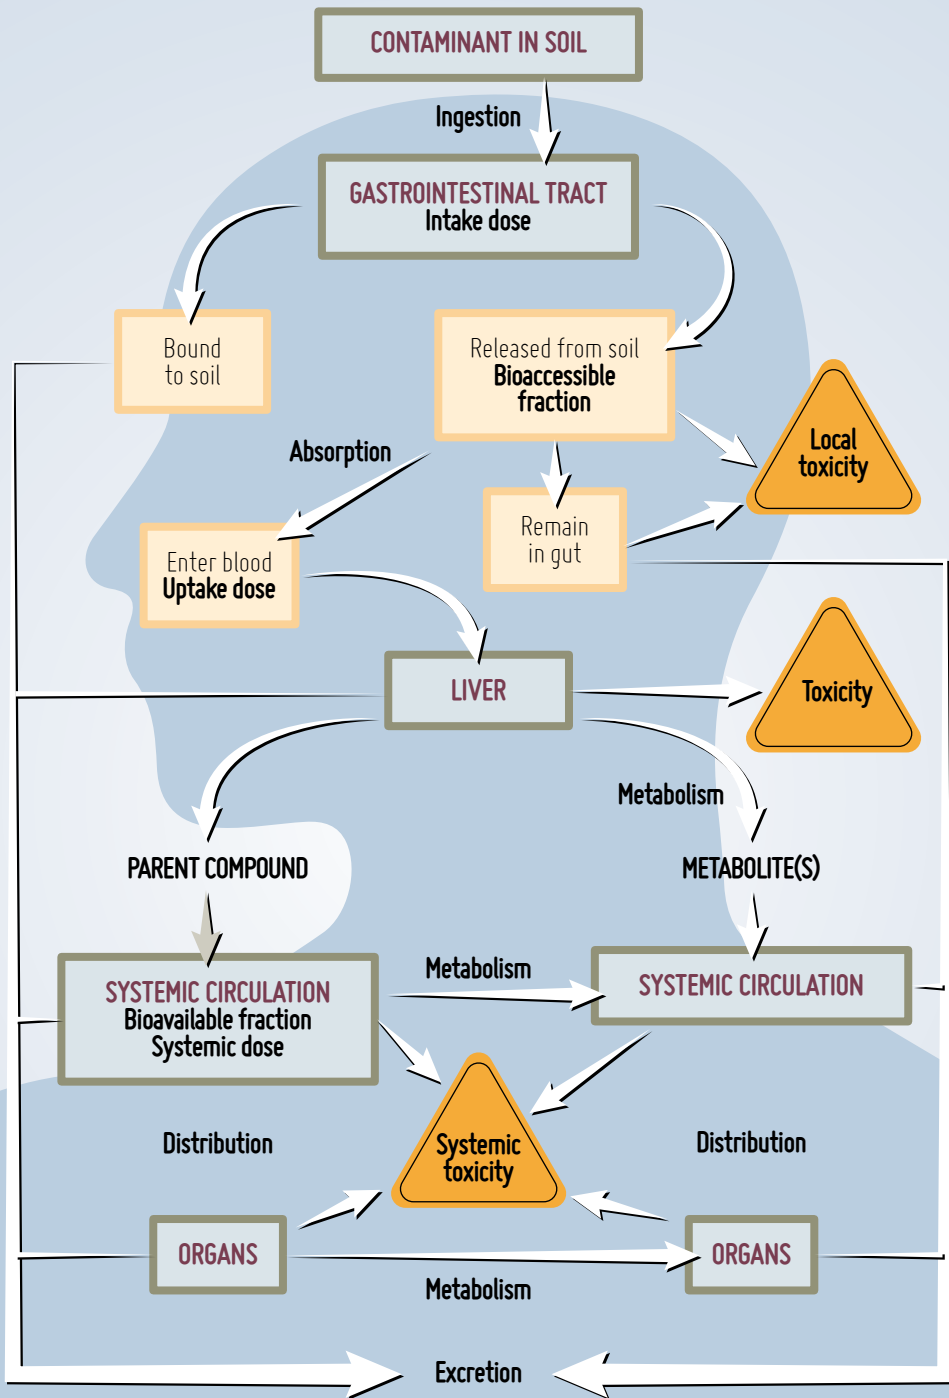 CONTAMINANT IN SOIL
Ingestion
GASTROINTESTINAL TRACT
Intake dose
Bound
to soil
Released from soil
Bioaccessible
fraction
Local
toxicity
Absorption
Remain
in gut
Enter blood
Uptake dose
LIVER
Toxicity
Metabolism
PARENT COMPOUND
METABOLITE(S)
SYSTEMIC CIRCULATION
Bioavailable fraction
Systemic dose
Metabolism
SYSTEMIC CIRCULATION
Distribution
Systemic
toxicity
Distribution
ORGANS
ORGANS
Metabolism
Excretion